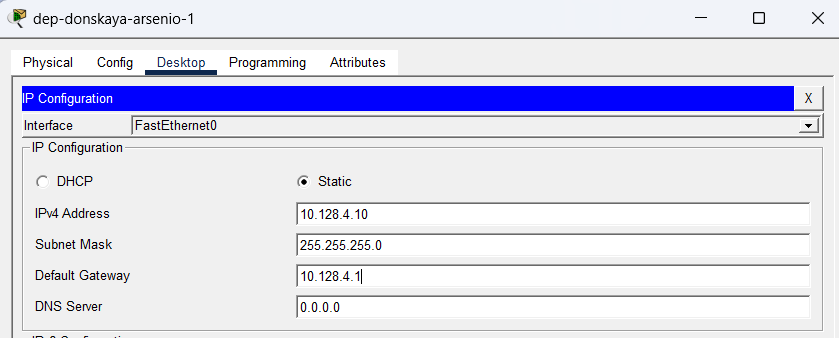 dep-donskaya-arsenio-1
Physical Config Desktop Programming Attributes
IP Configuration X
Interface FastEthernet0
IP Configuration
DHCP Static
IPv4 Address 10.128.4.10
Subnet Mask 255.255.255.0
Default Gateway 10.128.4.1
DNS Server 0.0.0.0